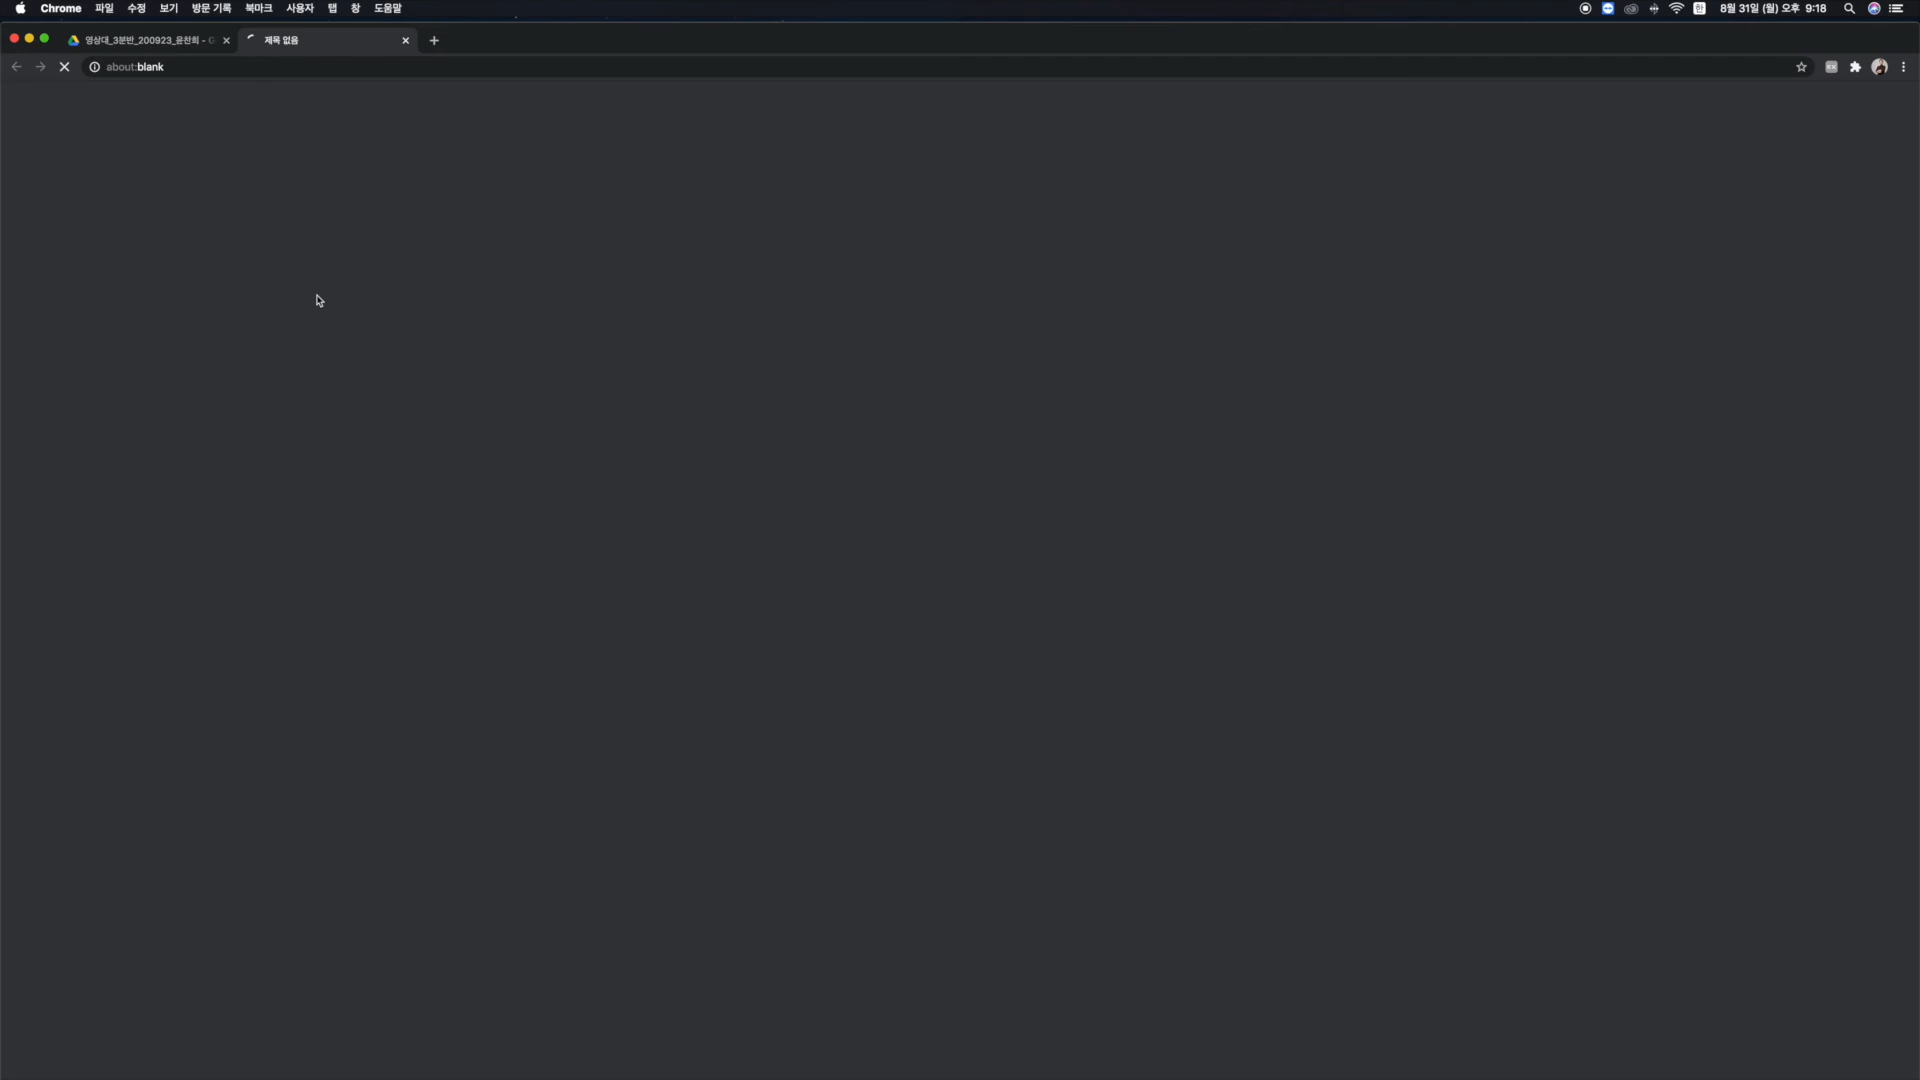 Chrome 파일 수정 보기 방문 기록 북마크 사용자 탭 창 도움말 한 8월 31일 (월) 오후 9:18
영상대_3분반_200923_윤찬희 - G 제목 없음
about:blank